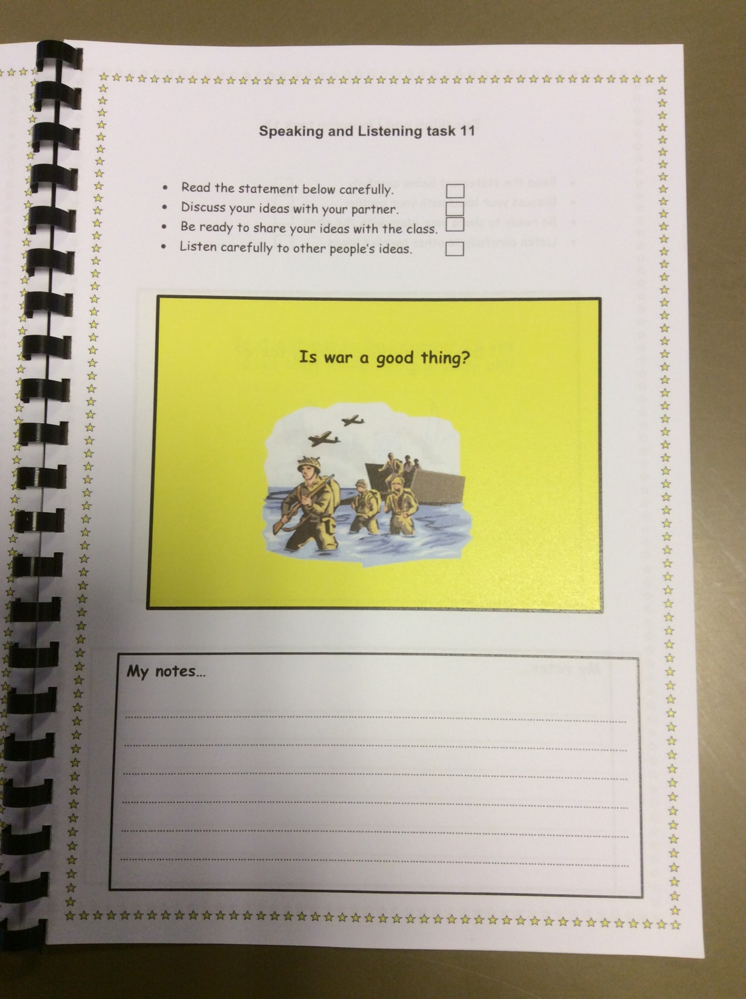 Speaking and Listening task 11
• Read the statement below carefully.
• Discuss your ideas with your partner.
• Be ready to share your ideas with the class.
• Listen carefully to other people's ideas.
Is war a good thing?
My notes...